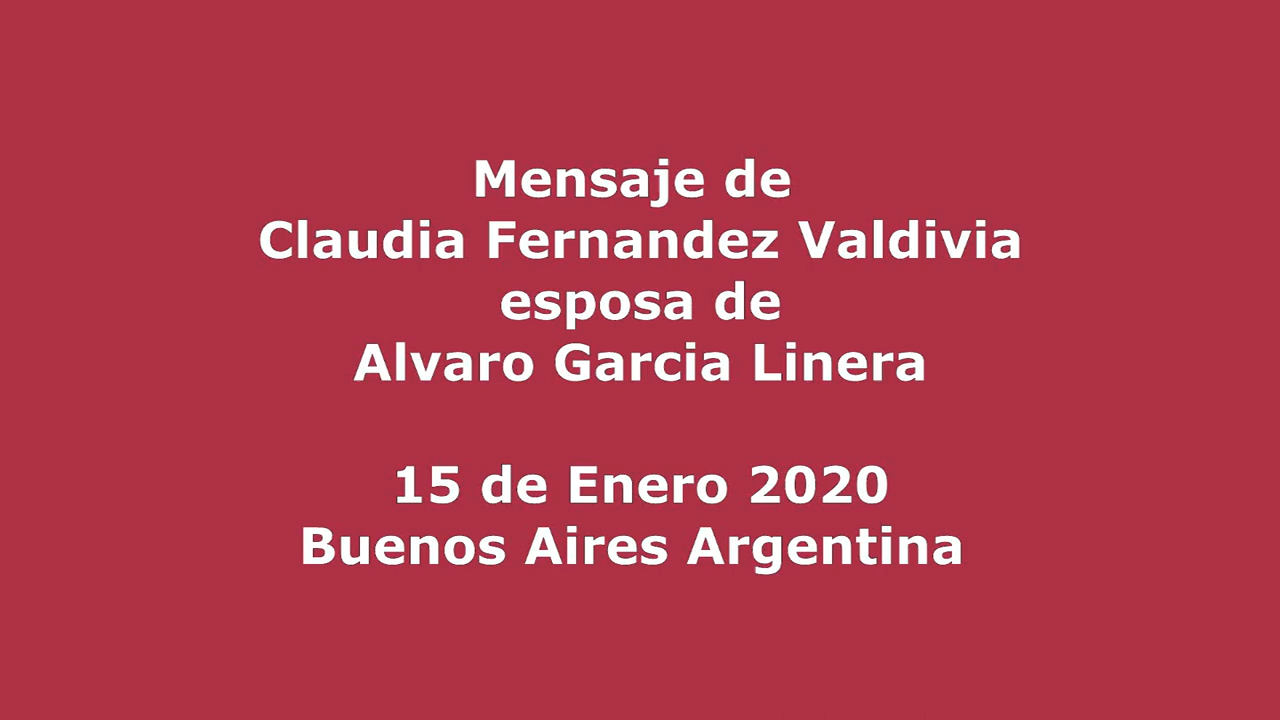 Mensaje de
Claudia Fernandez Valdivia
esposa de
Alvaro Garcia Linera
15 de Enero 2020
Buenos Aires Argentina